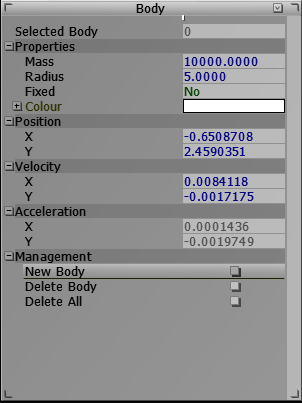 Body
Selected Body 0
Properties
Mass 10000.0000
Radius 5.0000
Fixed No
Colour
Position
X -0.6508708
Y 2.4590351
Velocity
X 0.0084118
Y -0.0017175
Acceleration
X 0.0001436
Y -0.0019749
Management
New Body
Delete Body
Delete All